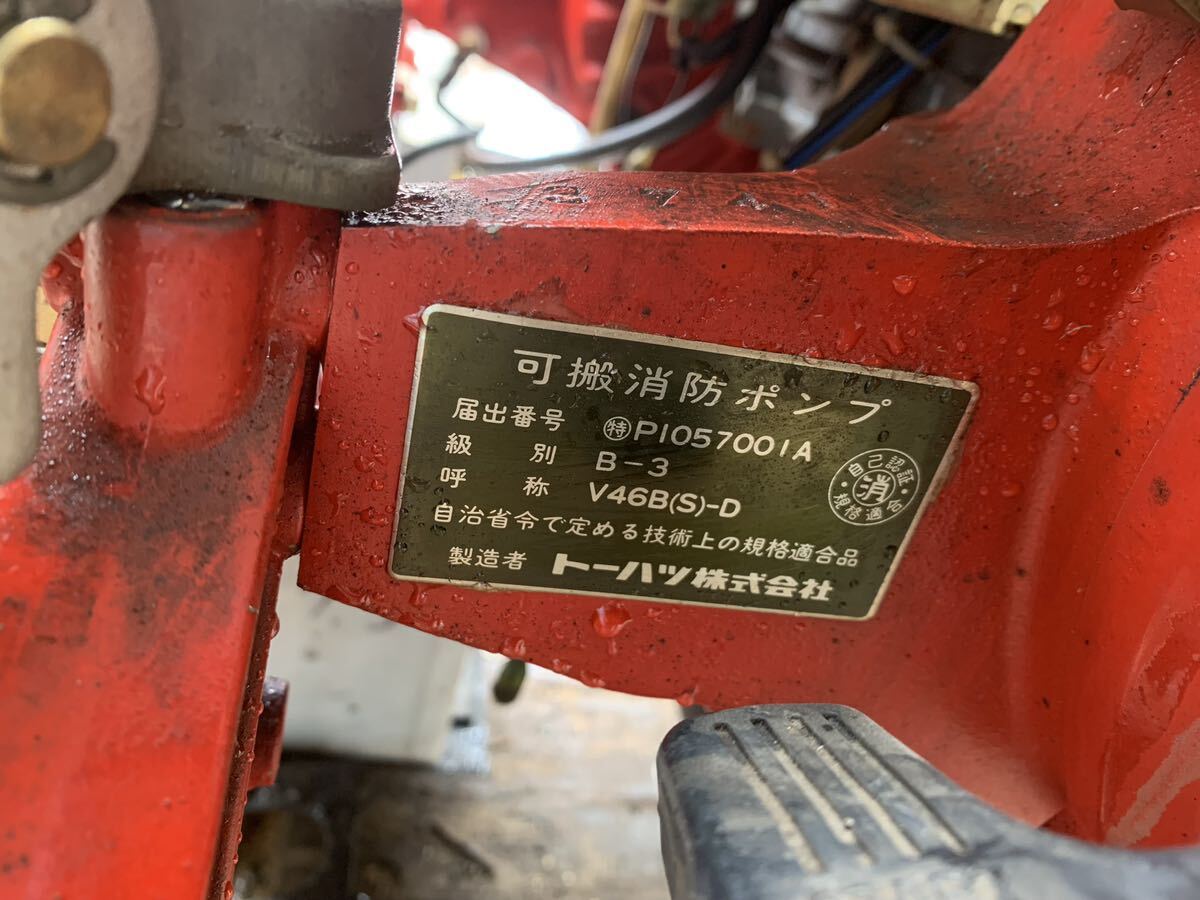 可搬消防ポンプ
届出番号 ㊕P1057001A
級別 B-3
呼称 V46B(S)-D
自治省令で定める技術上の規格適合品
製造者 トーハツ株式会社
自己認証
消
規格適合